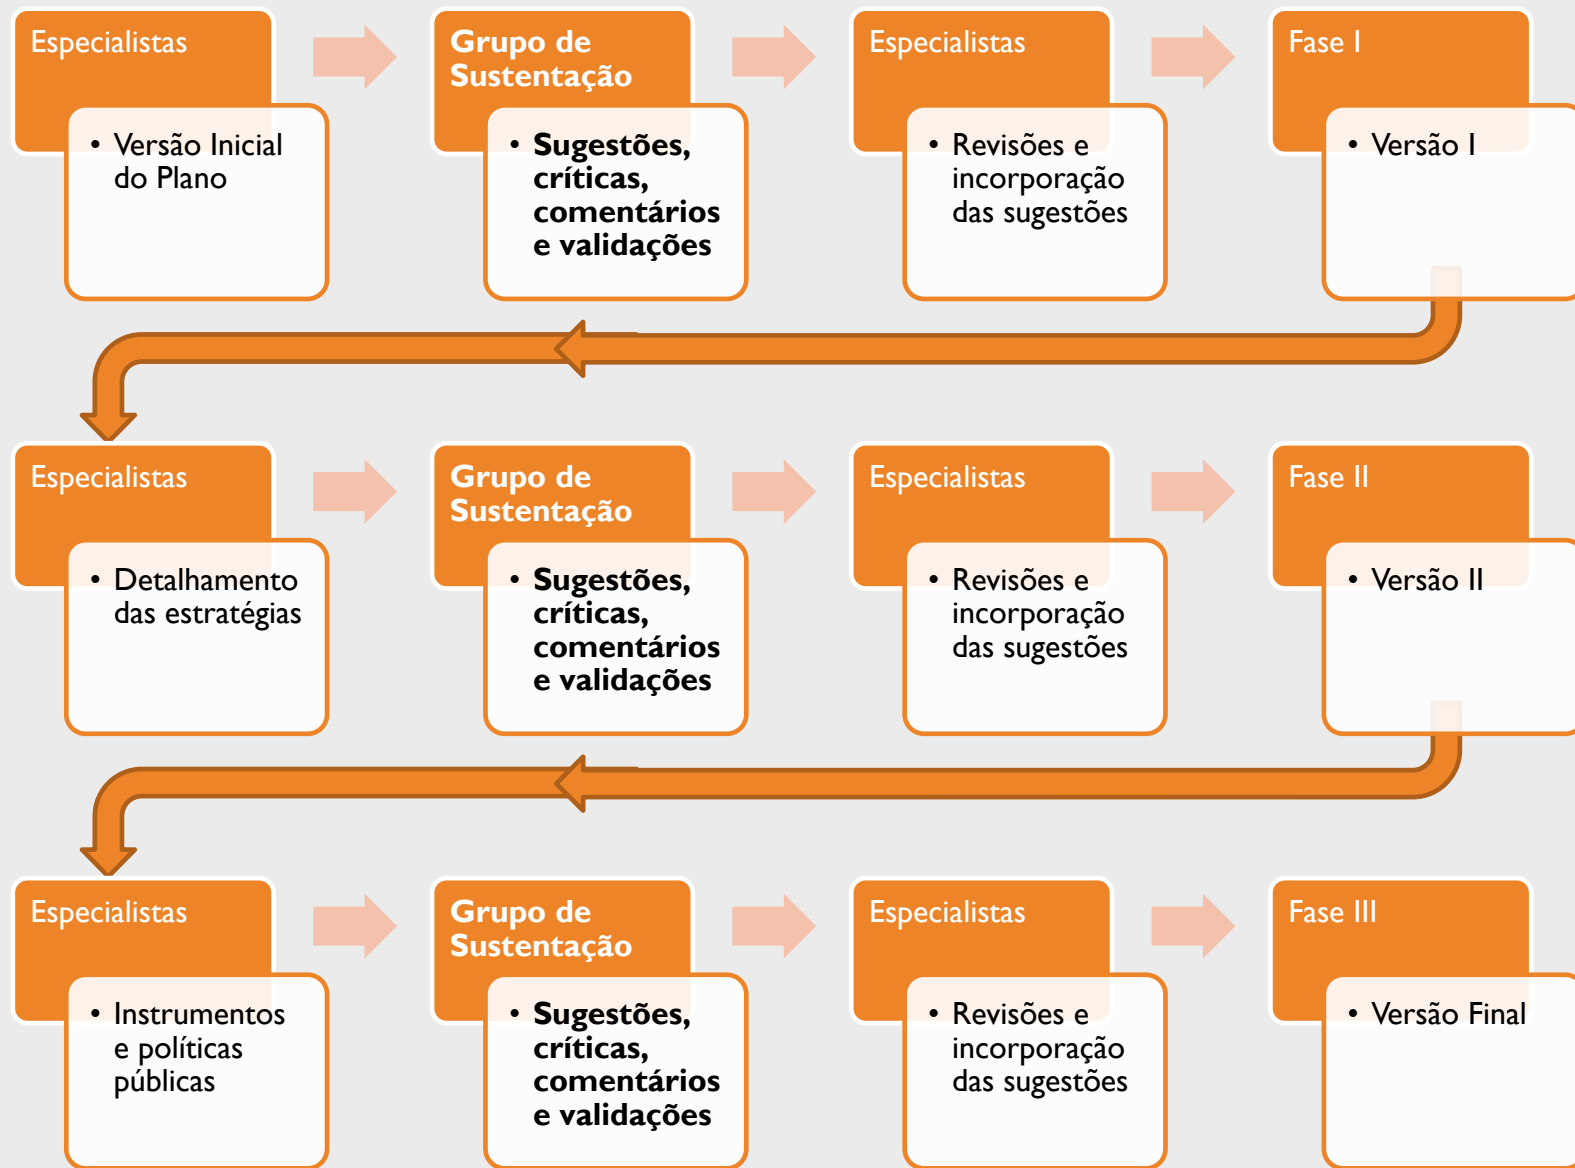 Especialistas
• Versão Inicial
do Plano
Grupo de
Sustentação
• Sugestões,
críticas,
comentários
e validações
Especialistas
• Revisões e
incorporação
das sugestões
Fase I
• Versão I
Especialistas
• Detalhamento
das estratégias
Grupo de
Sustentação
• Sugestões,
críticas,
comentários
e validações
Especialistas
• Revisões e
incorporação
das sugestões
Fase II
• Versão II
Especialistas
• Instrumentos
e políticas
públicas
Grupo de
Sustentação
• Sugestões,
críticas,
comentários
e validações
Especialistas
• Revisões e
incorporação
das sugestões
Fase III
• Versão Final